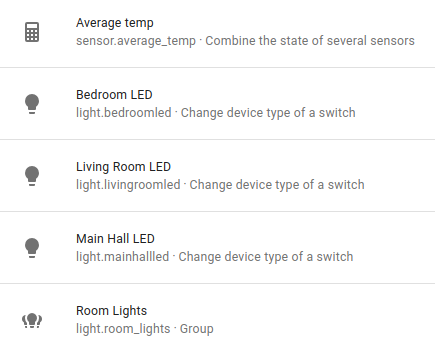 Average temp
sensor.average_temp · Combine the state of several sensors
Bedroom LED
light.bedroomled · Change device type of a switch
Living Room LED
light.livingroomled · Change device type of a switch
Main Hall LED
light.mainhallled · Change device type of a switch
Room Lights
light.room_lights · Group